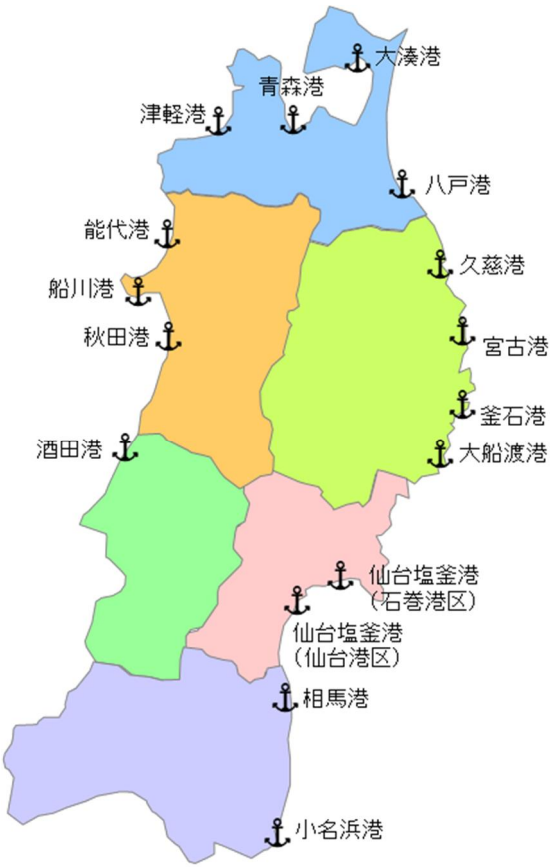 大湊港
青森港
津軽港
八戸港
能代港
久慈港
船川港
秋田港
宮古港
釜石港
酒田港
大船渡港
仙台塩釜港
(石巻港区)
仙台塩釜港
(仙台港区)
相馬港
小名浜港